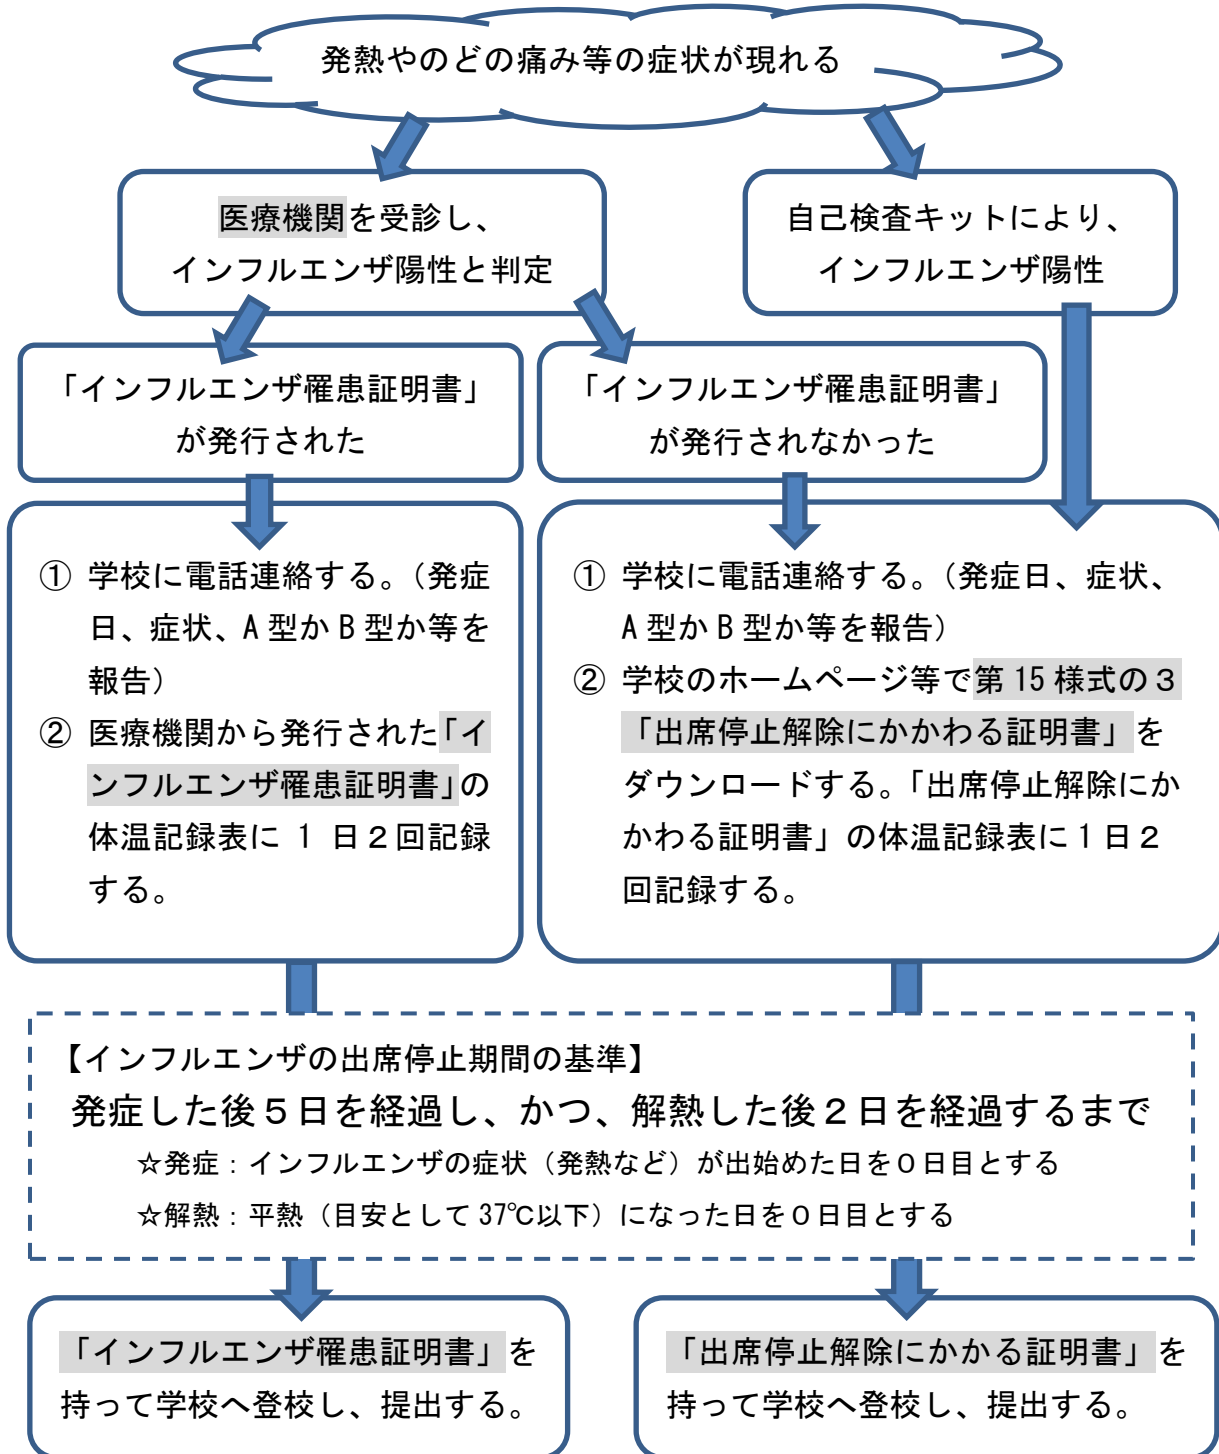 発熱やのどの痛み等の症状が現れる
医療機関を受診し、
インフルエンザ陽性と判定
自己検査キットにより、
インフルエンザ陽性
「インフルエンザ罹患証明書」
が発行された
「インフルエンザ罹患証明書」
が発行されなかった
① 学校に電話連絡する。（発症
日、症状、A型かB型か等を
報告）
② 医療機関から発行された「イ
ンフルエンザ罹患証明書」の
体温記録表に 1 日２回記録
する。
① 学校に電話連絡する。（発症日、症状、
A型かB型か等を報告）
② 学校のホームページ等で第 15 様式の３
「出席停止解除にかかわる証明書」を
ダウンロードする。「出席停止解除にか
かわる証明書」の体温記録表に1日２
回記録する。
【インフルエンザの出席停止期間の基準】
発症した後５日を経過し、かつ、解熱した後２日を経過するまで
☆発症：インフルエンザの症状（発熱など）が出始めた日を０日目とする
☆解熱：平熱（目安として 37℃以下）になった日を０日目とする
「インフルエンザ罹患証明書」を
持って学校へ登校し、提出する。
「出席停止解除にかかる証明書」を
持って学校へ登校し、提出する。